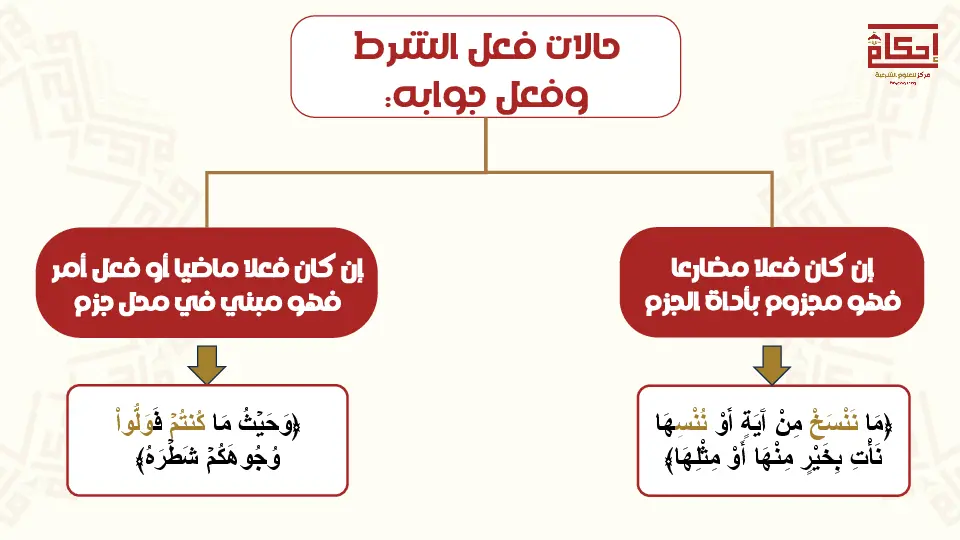 حالات فعل الشرط
وفعل جوابه:
إحكام
مركز للعلوم الشرعية
إن كان فعلا مضارعا
فهو مجزوم بأداة الجزم
﴿مَا نَنْسَخْ مِنْ آيَةٍ أَوْ نُنْسِهَا
نَأْتِ بِخَيْرٍ مِنْهَا أَوْ مِثْلِهَا﴾
إن كان فعلا ماضيا أو فعل أمر
فهو مبني في محل جزم
﴿وَحَيْثُ مَا كُنتُمْ فَوَلُّواْ
وُجُوهَكُمْ شَطْرَهُ﴾